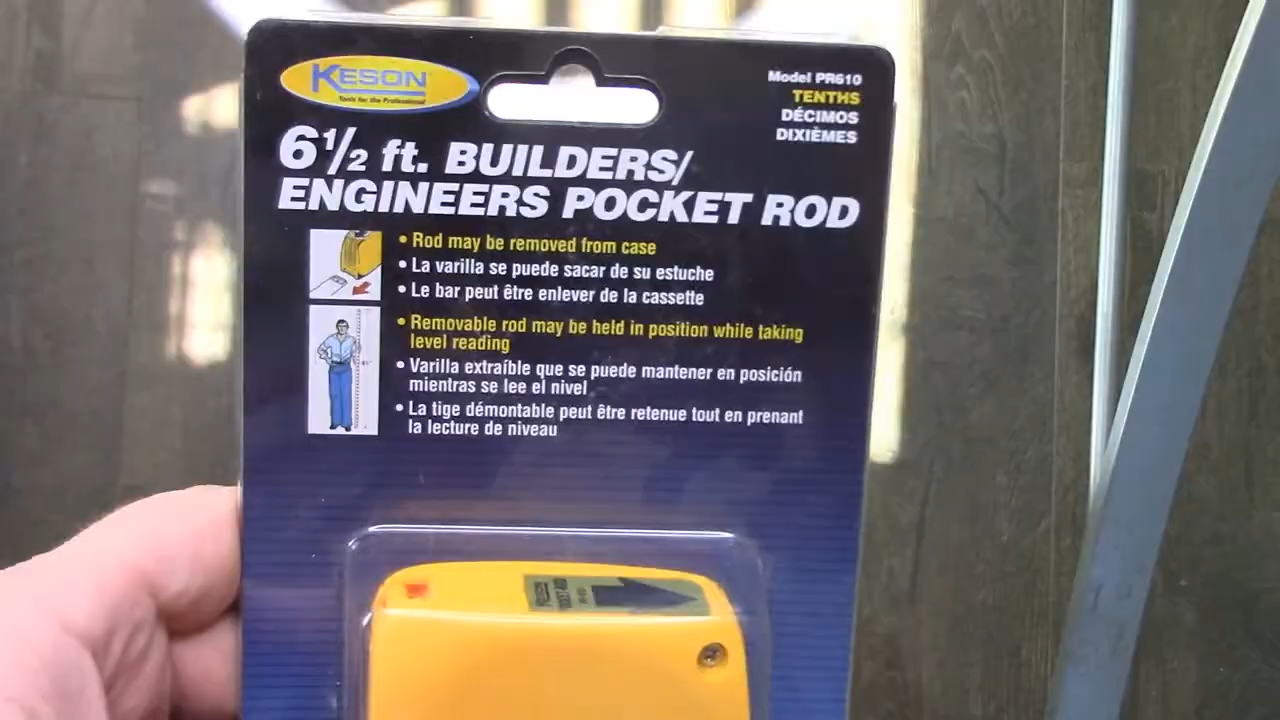 KESON
Tools for the Professional
Model PR610
TENTHS
DÉCIMOS
DIXIÈMES
6½ ft. BUILDERS/
ENGINEERS POCKET ROD
• Rod may be removed from case
• La varilla se puede sacar de su estuche
• Le bar peut être enlever de la cassette
• Removable rod may be held in position while taking
level reading
• Varilla extraíble que se puede mantener en posición
mientras se lee el nivel
• La tige démontable peut être retenue tout en prenant
la lecture de niveau
KESON
POCKET ROD